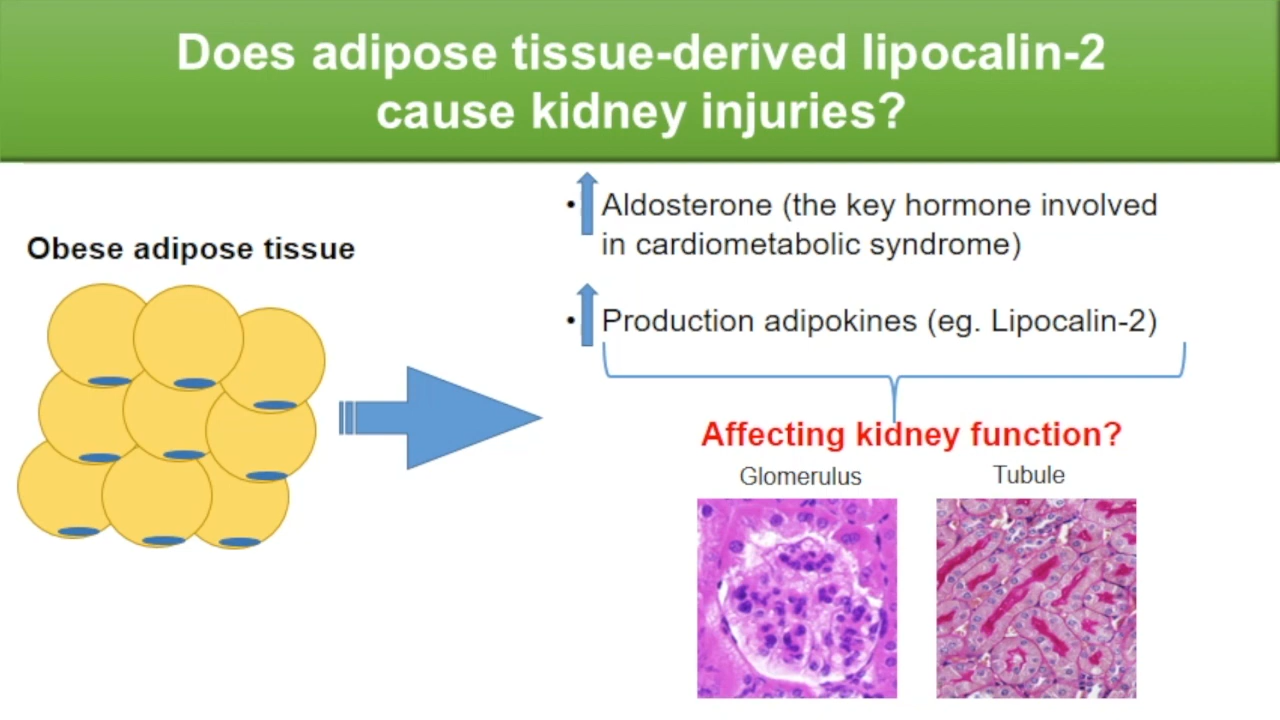 Does adipose tissue-derived lipocalin-2
cause kidney injuries?
Obese adipose tissue
• Aldosterone (the key hormone involved
in cardiometabolic syndrome)
• Production adipokines (eg. Lipocalin-2)
Affecting kidney function?
Glomerulus
Tubule